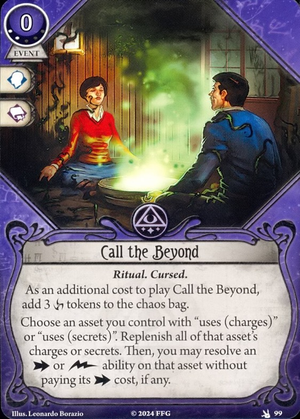 0
EVENT
Call the Beyond
Ritual. Cursed.
As an additional cost to play Call the Beyond,
add 3 tokens to the chaos bag.
Choose an asset you control with “uses (charges)”
or “uses (secrets)”. Replenish all of that asset’s
charges or secrets. Then, you may resolve an
or ability on that asset without
paying its cost, if any.
Illus. Leonardo Borazio
© 2024 FFG
99